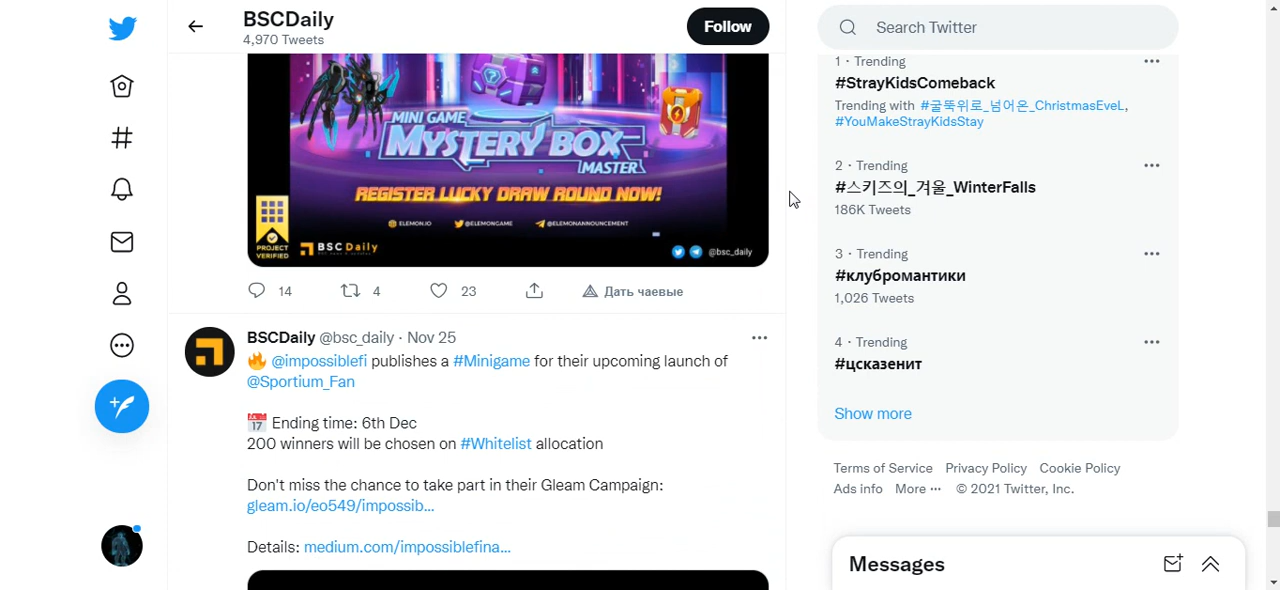 BSCDaily
4,970 Tweets
Follow
MINI GAME
MYSTERY BOX
MASTER
REGISTER LUCKY DRAW ROUND NOW!
ELEMON.IO @ELEMONGAME @ELEMONANNOUNCEMENT
PROJECT
VERIFIED
BSC Daily
@bsc_daily
14 4 23 Дать чаевые
BSCDaily @bsc_daily · Nov 25
@impossiblefi publishes a #Minigame for their upcoming launch of
@Sportium_Fan
17 Ending time: 6th Dec
200 winners will be chosen on #Whitelist allocation
Don't miss the chance to take part in their Gleam Campaign:
gleam.io/eo549/impossib...
Details: medium.com/impossiblefina...
Search Twitter
1 · Trending
#StrayKidsComeback
Trending with #굴뚝위로_넘어온_ChristmasEveL,
#YouMakeStrayKidsStay
2 · Trending
#스키즈의_겨울_WinterFalls
186K Tweets
3 · Trending
#клубромантики
1,026 Tweets
4 · Trending
#цсказенит
Show more
Terms of Service Privacy Policy Cookie Policy
Ads info More ··· © 2021 Twitter, Inc.
Messages